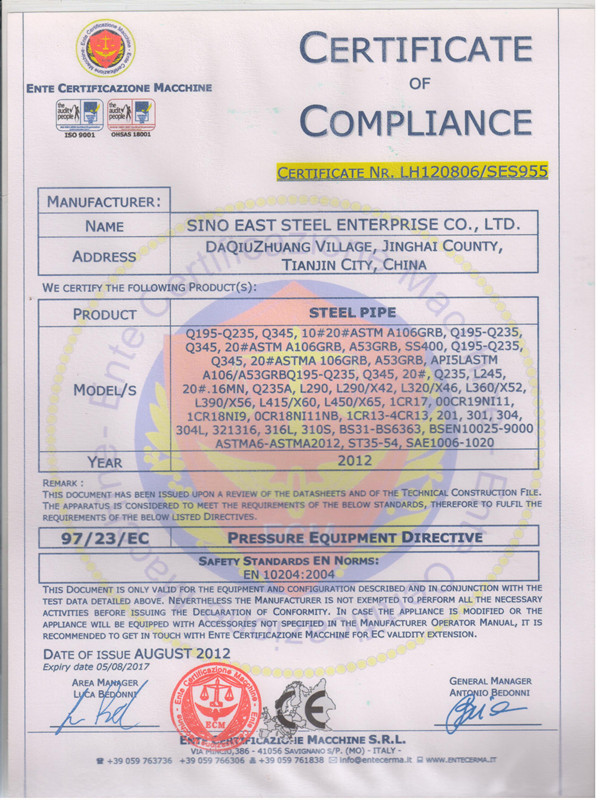 CERTIFICATE
OF
COMPLIANCE
ENTE CERTIFICAZIONE MACCHINE
the audit people
ISO 9001
the audit people
OHSAS 18001
CERTIFICATE NR. LH120806/SES955
MANUFACTURER:
NAME SINO EAST STEEL ENTERPRISE CO., LTD.
ADDRESS DAQIUZHUANG VILLAGE, JINGHAI COUNTY,
TIANJIN CITY, CHINA
WE CERTIFY THE FOLLOWING PRODUCT(S):
PRODUCT STEEL PIPE
MODEL/S Q195-Q235, Q345, 10#20#ASTM A106GRB, Q195-Q235,
Q345, 20#ASTM A106GRB, A53GRB, SS400, Q195-Q235,
Q345, 20#ASTMA 106GRB, A53GRB, APISLASTM
A106/A53GRBQ195-Q235, Q345, 20#, Q235, L245,
20#.16MN, Q235A, L290, L290/X42, L320/X46, L360/X52,
L390/X56, L415/X60, L450/X65, 1CR17, 00CR19NI11,
1CR18NI9, 0CR18NI11NB, 1CR13-4CR13, 201, 301, 304,
304L, 321316, 316L, 310S, BS31-BS6363, BSEN10025-9000
ASTMA6-ASTMA2012, ST35-54, SAE1006-1020
YEAR 2012
REMARK :
THIS DOCUMENT HAS BEEN ISSUED UPON A REVIEW OF THE DATASHEETS AND OF THE TECHNICAL CONSTRUCTION FILE.
THE APPARATUS IS CONSIDERED TO MEET THE REQUIREMENTS OF THE BELOW STANDARDS, THEREFORE TO FULFIL THE
REQUIREMENTS OF THE BELOW LISTED DIRECTIVES.
97/23/EC PRESSURE EQUIPMENT DIRECTIVE
SAFETY STANDARDS EN NORMS:
EN 10204:2004
THIS DOCUMENT IS ONLY VALID FOR THE EQUIPMENT AND CONFIGURATION DESCRIBED AND IN CONJUNCTION WITH THE
TEST DATA DETAILED ABOVE. NEVERTHELESS THE MANUFACTURER IS NOT EXEMPTED TO PERFORM ALL THE NECESSARY
ACTIVITIES BEFORE ISSUING THE DECLARATION OF CONFORMITY. IN CASE THE APPLIANCE IS MODIFIED OR THE
APPLIANCE WILL BE EQUIPPED WITH ACCESSORIES NOT SPECIFIED IN THE MANUFACTURER OPERATOR MANUAL, IT IS
RECOMMENDED TO GET IN TOUCH WITH ENTE CERTIFICAZIONE MACCHINE FOR EC VALIDITY EXTENSION.
DATE OF ISSUE AUGUST 2012
Expiry date 05/08/2017
AREA MANAGER
LUCA BEDONNI
GENERAL MANAGER
ANTONIO BEDONNI
Ente Certificazione Macchine
ECM
CE
ENTE CERTIFICAZIONE MACCHINE S.R.L.
VIA MINCIO,386 - 41056 SAVIGNANO S/P. (MO) - ITALY -
+39 059 763736 +39 059 766306 +39 059 761838 info@entecerma.it WWW.ENTECERMA.IT